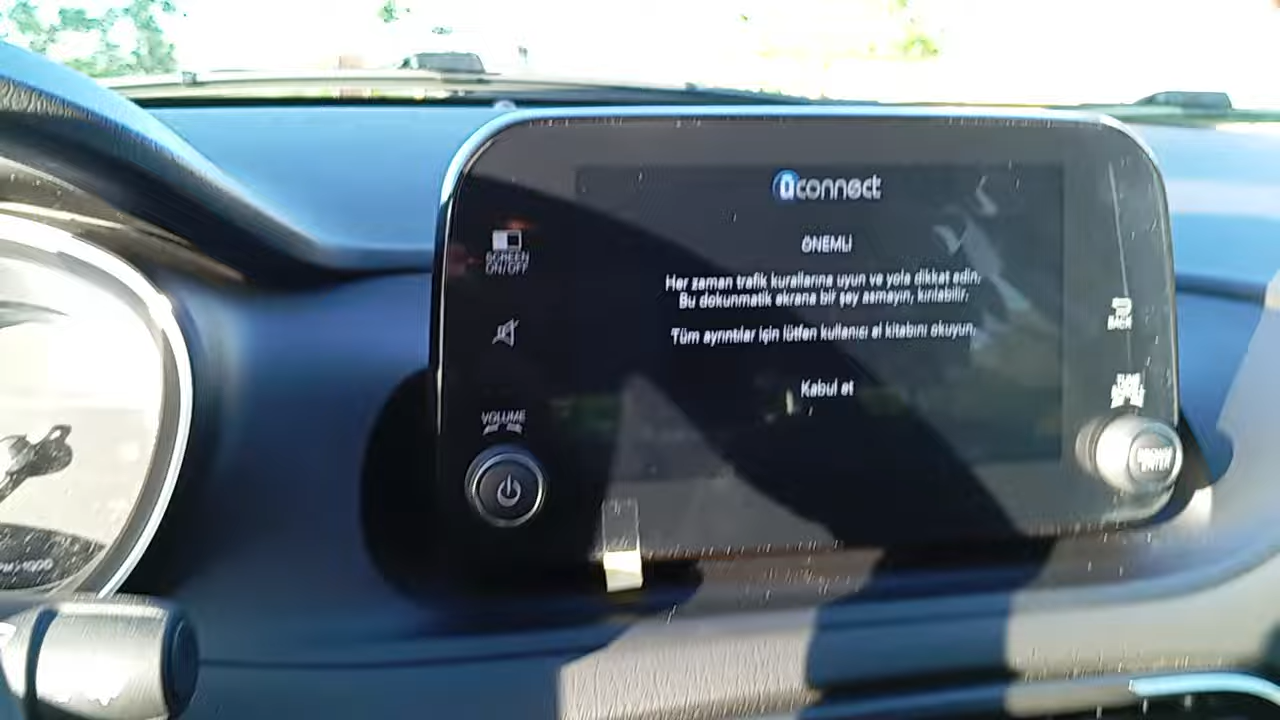 uconnect
ÖNEMLİ
Her zaman trafik kurallarına uyun ve yola dikkat edin.
Bu dokunmatik ekrana bir şey asmayın, kırılabilir.
Tüm ayrıntılar için lütfen kullanıcı el kitabını okuyun.
Kabul et
SCREEN
ON/OFF
VOLUME
BACK
ENTER